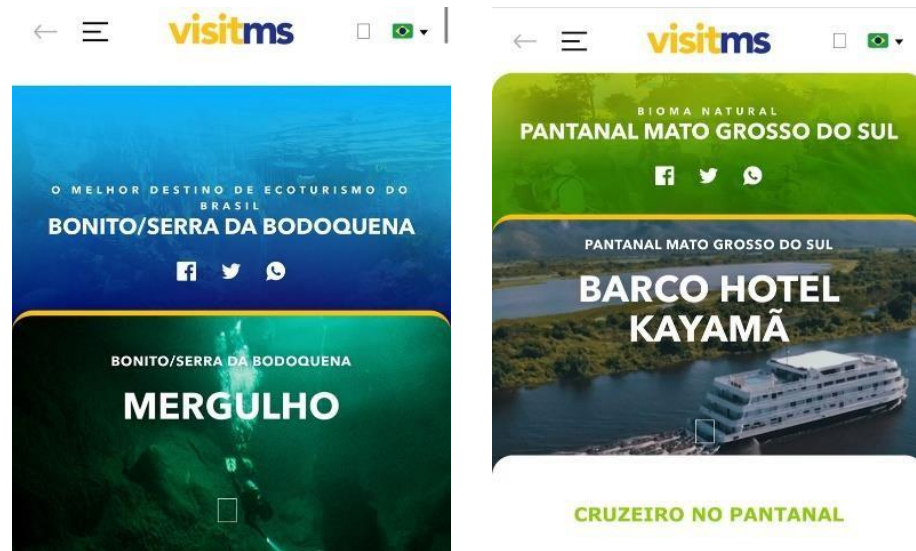 visitms
O MELHOR DESTINO DE ECOTURISMO DO
BRASIL
BONITO/SERRA DA BODOQUENA
BONITO/SERRA DA BODOQUENA
MERGULHO
visitms
BIOMA NATURAL
PANTANAL MATO GROSSO DO SUL
PANTANAL MATO GROSSO DO SUL
BARCO HOTEL
KAYAMÃ
CRUZEIRO NO PANTANAL